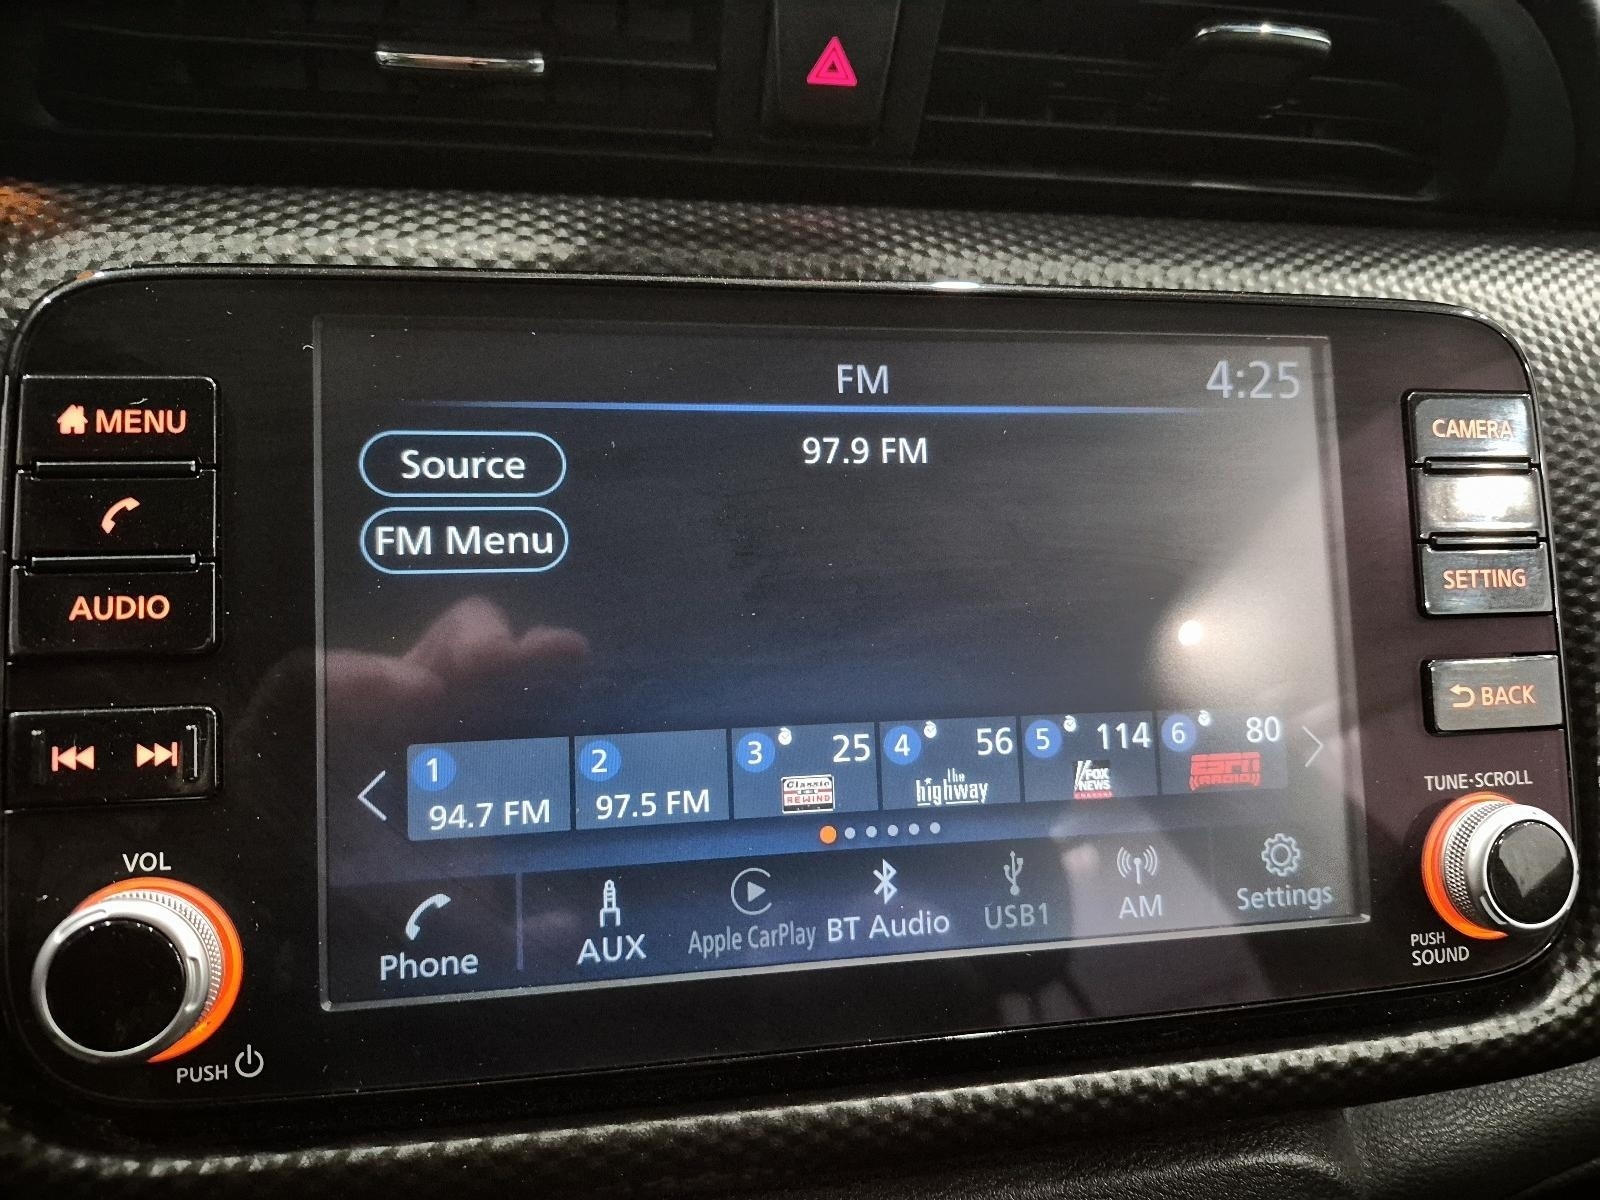 FM
4:25
MENU
AUDIO
VOL
PUSH
Source
FM Menu
97.9 FM
1
94.7 FM
2
97.5 FM
3
25
Classic
REWIND
4
56
the
highway
5
114
FOX
NEWS
6
80
ESPN
RADIO
Phone
AUX
Apple CarPlay
BT Audio
USB1
AM
Settings
CAMERA
SETTING
BACK
TUNE·SCROLL
PUSH
SOUND